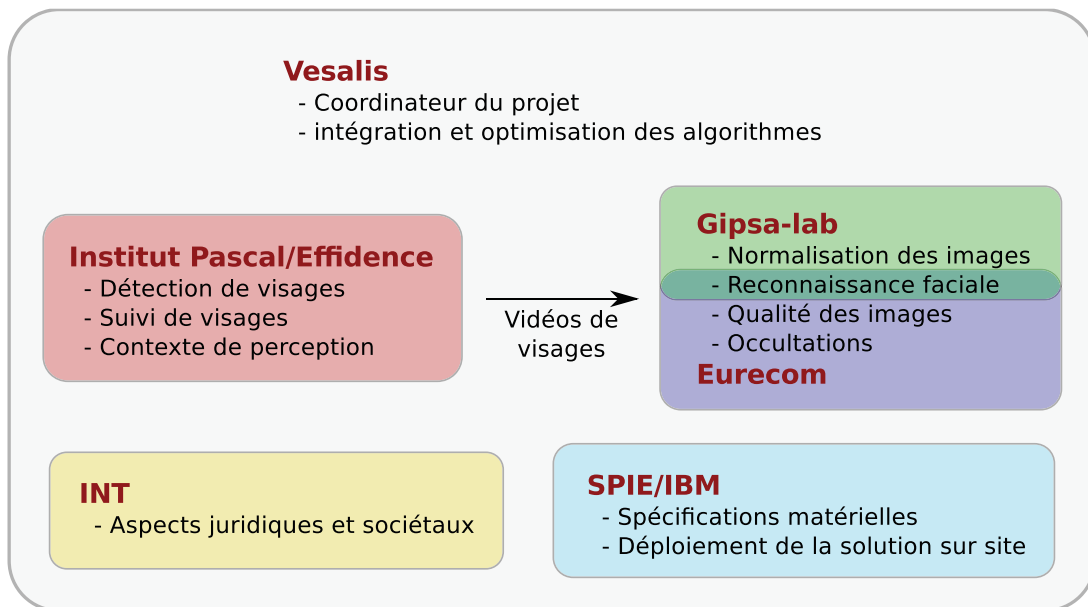 Vesalis
- Coordinateur du projet
- intégration et optimisation des algorithmes
Institut Pascal/Effidence
- Détection de visages
- Suivi de visages
- Contexte de perception
Vidéos de
visages
Gipsa-lab
- Normalisation des images
- Reconnaissance faciale
- Qualité des images
- Occultations
Eurecom
INT
- Aspects juridiques et sociétaux
SPIE/IBM
- Spécifications matérielles
- Déploiement de la solution sur site